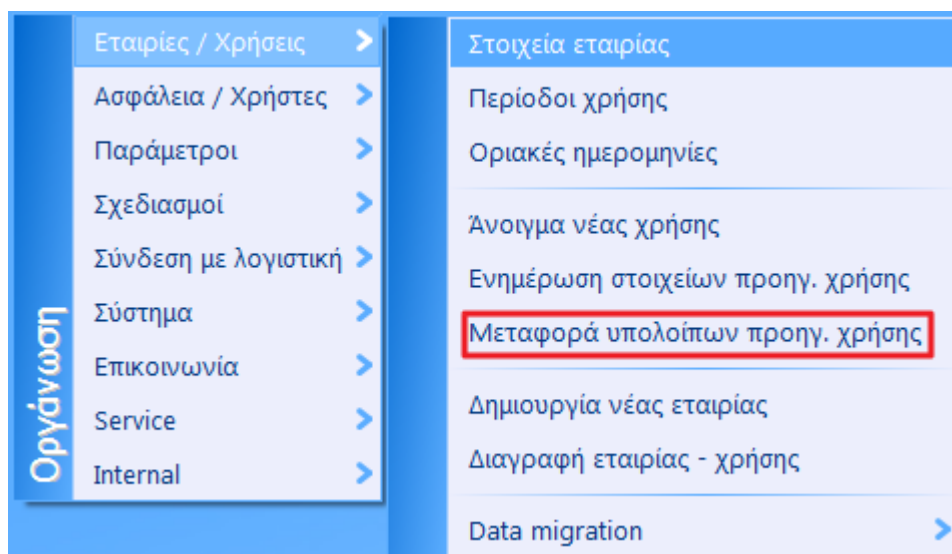 Οργάνωση
Εταιρίες / Χρήσεις
Ασφάλεια / Χρήστες
Παράμετροι
Σχεδιασμοί
Σύνδεση με λογιστική
Σύστημα
Επικοινωνία
Service
Internal
Στοιχεία εταιρίας
Περίοδοι χρήσης
Οριακές ημερομηνίες
Άνοιγμα νέας χρήσης
Ενημέρωση στοιχείων προηγ. χρήσης
Μεταφορά υπολοίπων προηγ. χρήσης
Δημιουργία νέας εταιρίας
Διαγραφή εταιρίας - χρήσης
Data migration